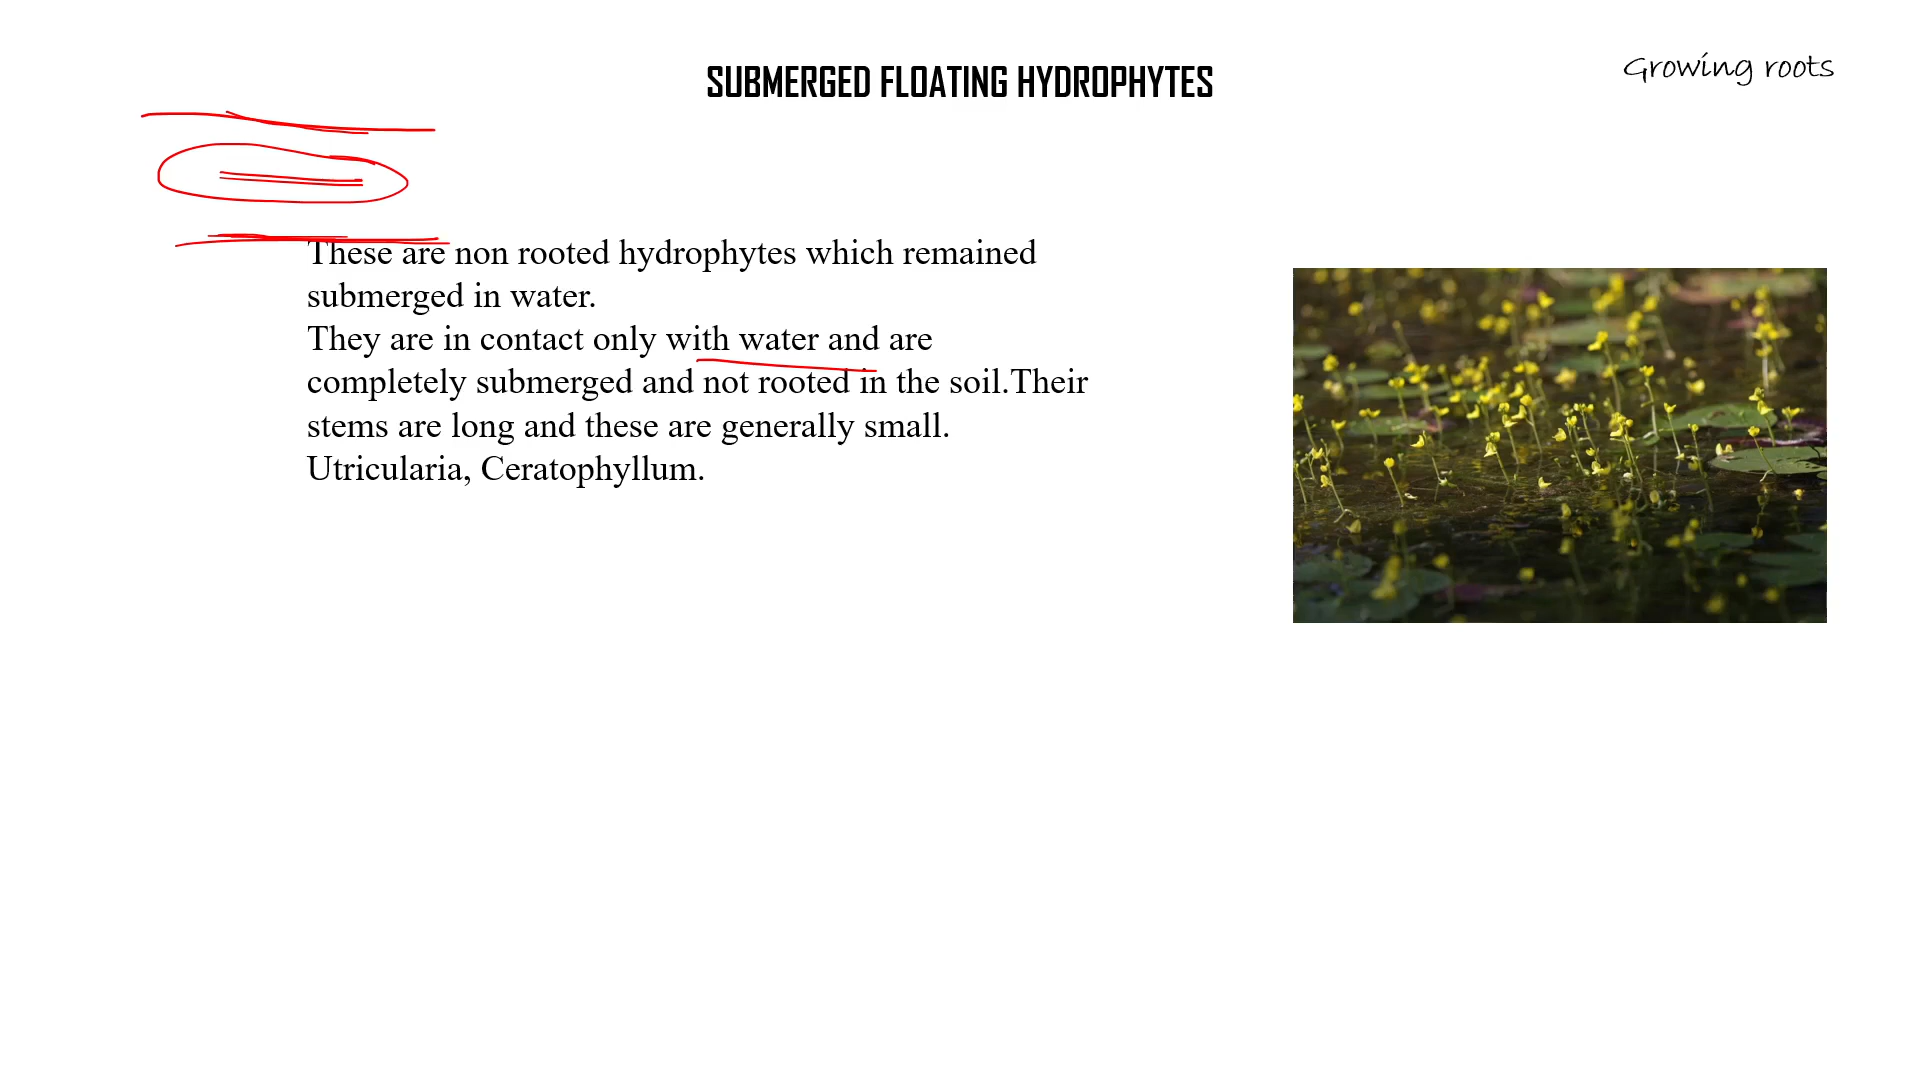 SUBMERGED FLOATING HYDROPHYTES
Growing roots
These are non rooted hydrophytes which remained
submerged in water.
They are in contact only with water and are
completely submerged and not rooted in the soil.Their
stems are long and these are generally small.
Utricularia, Ceratophyllum.